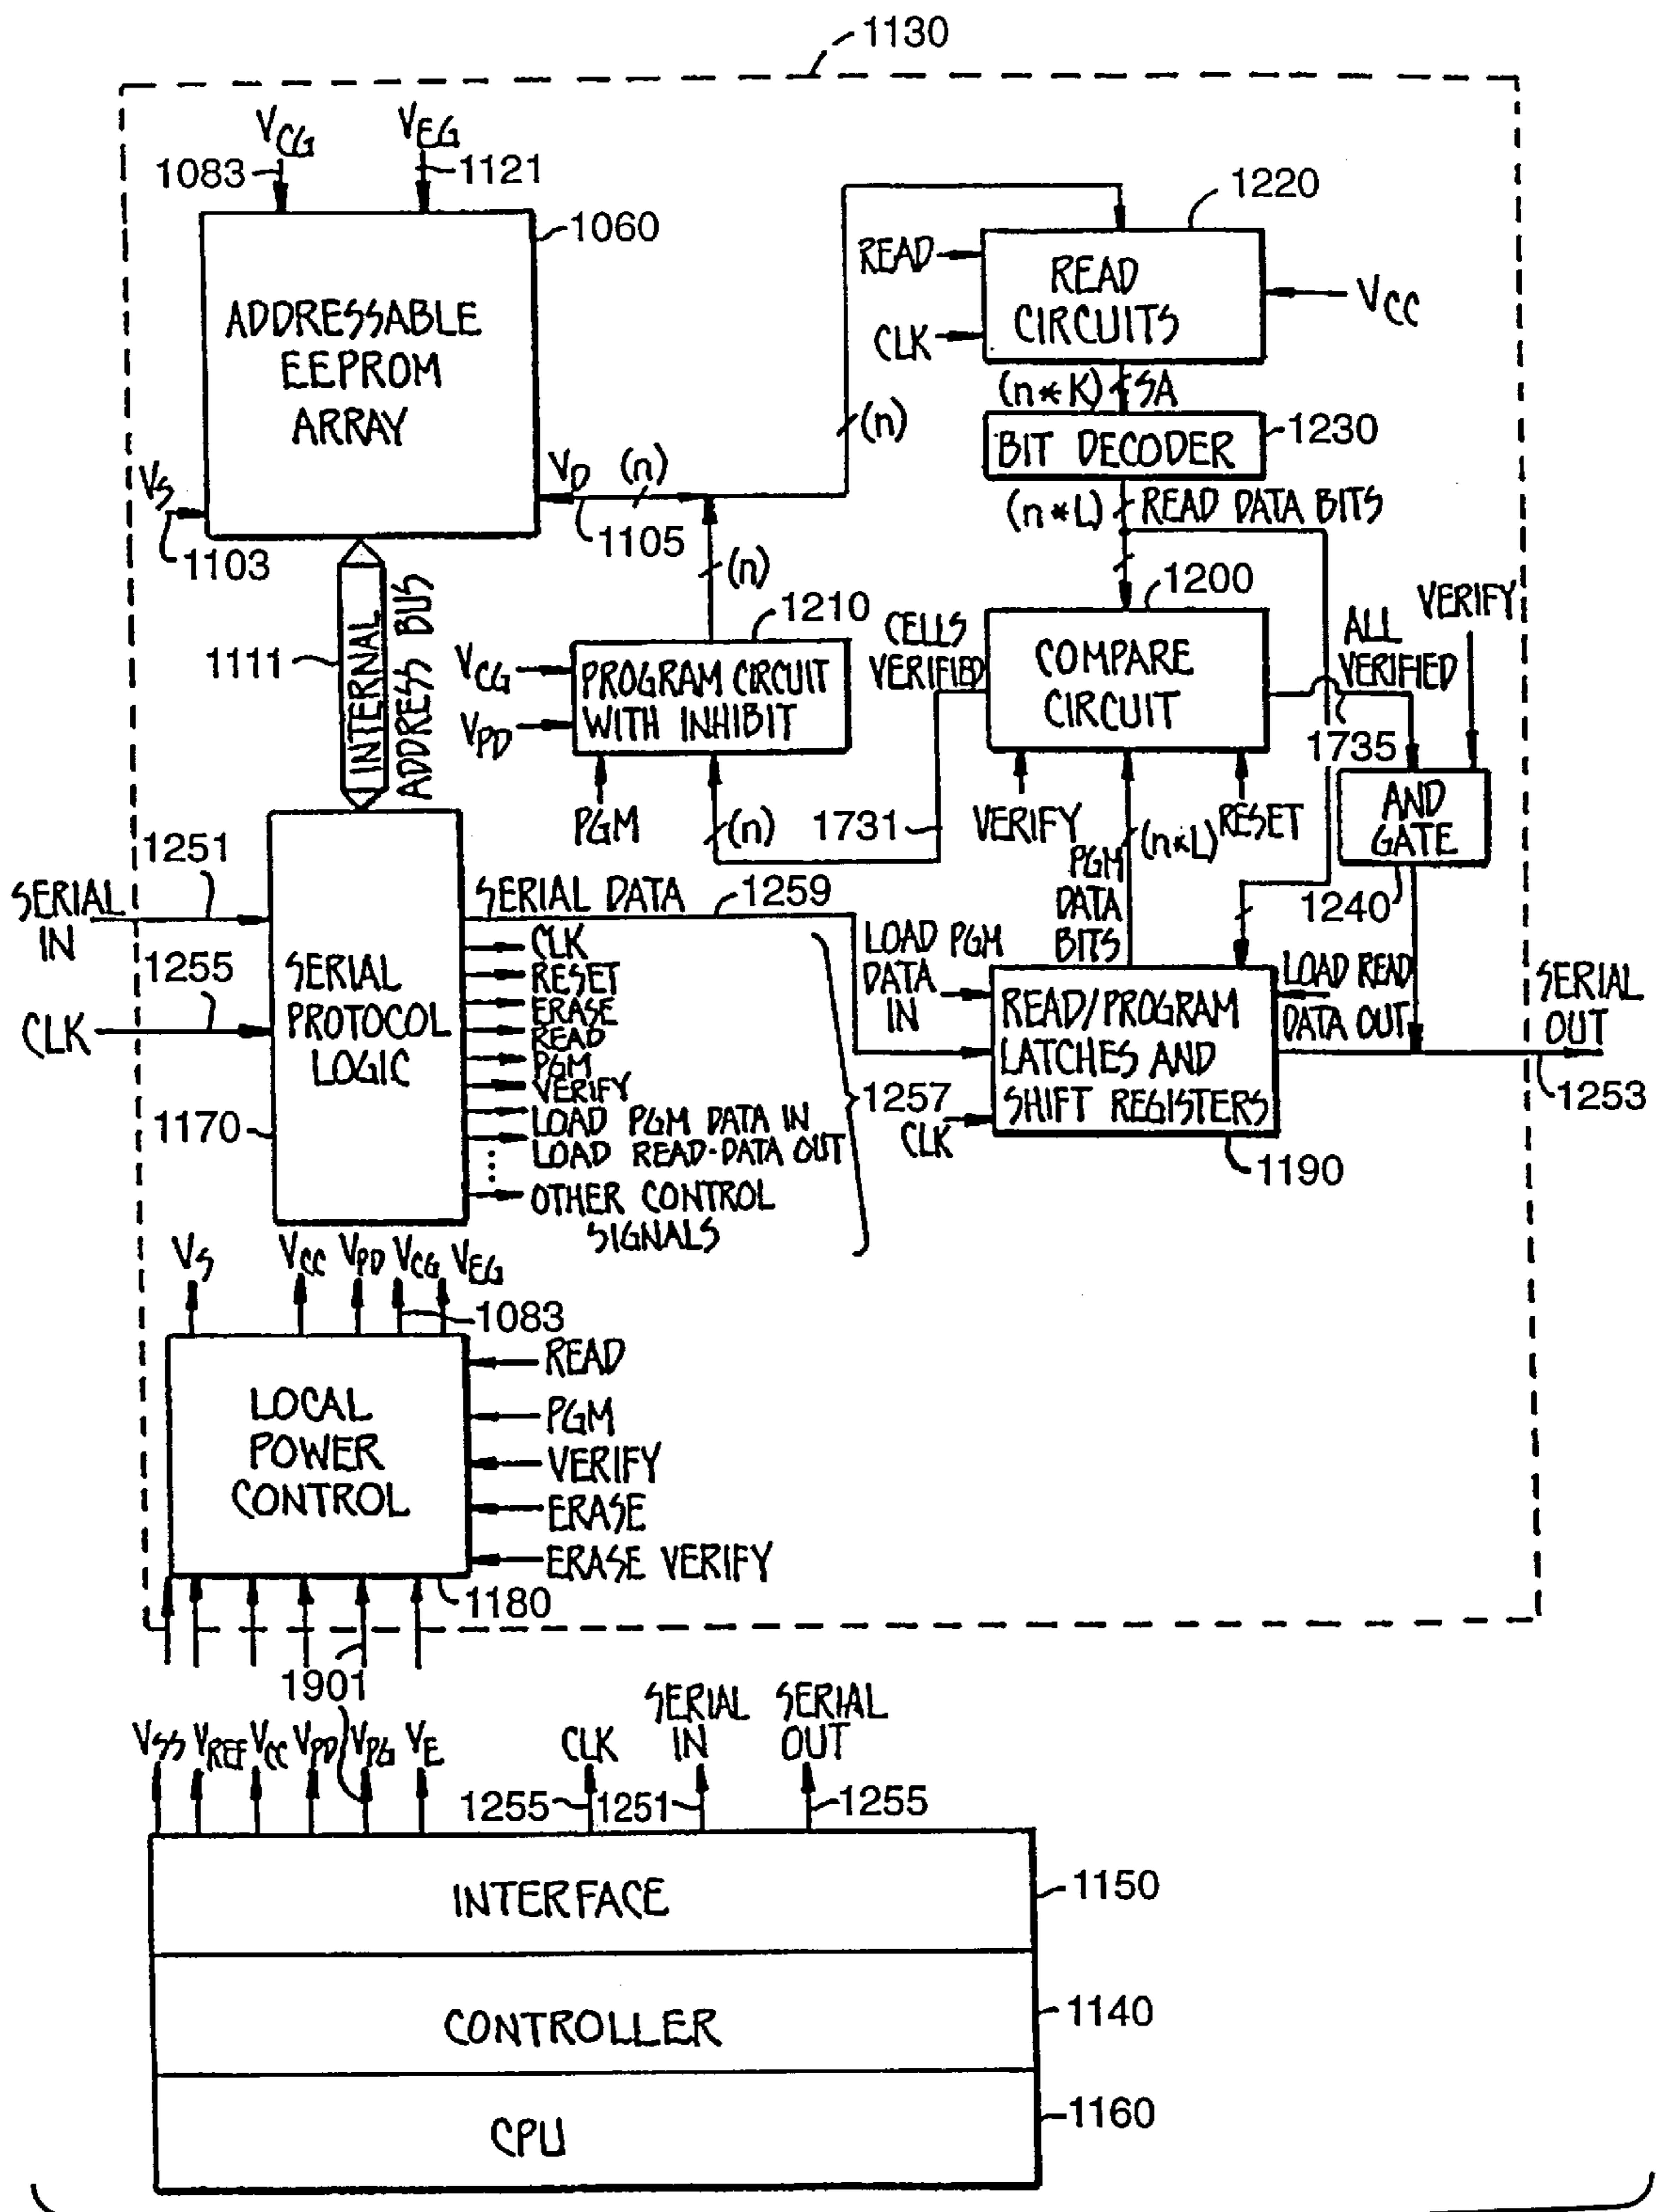 1130
VCG
VEG
1083
1121
1060
ADDRESSABLE
EEPROM
ARRAY
VS
1103
VD
(n)
1105
(n)
(n)
1220
READ
CLK
READ
CIRCUITS
VCC
(n*K)
SA
BIT DECODER
1230
(n*L)
READ DATA BITS
1111
INTERNAL
ADDRESS BUS
1210
VCG
VPD
PROGRAM CIRCUIT
WITH INHIBIT
PGM
(n)
CELLS
VERIFIED
1731
1200
COMPARE
CIRCUIT
VERIFY
RESET
ALL
VERIFIED
VERIFY
1735
AND
GATE
1240
PGM
DATA
BITS
(n*L)
SERIAL
IN
1251
CLK
1255
SERIAL
PROTOCOL
LOGIC
1170
SERIAL DATA
1259
CLK
RESET
ERASE
READ
PGM
VERIFY
LOAD PGM DATA IN
LOAD READ-DATA OUT
OTHER CONTROL
SIGNALS
1257
LOAD PGM
DATA
IN
CLK
READ/PROGRAM
LATCHES AND
SHIFT REGISTERS
1190
LOAD READ
DATA OUT
SERIAL
OUT
1253
VS
VCC
VPD
VCG
VEG
1083
LOCAL
POWER
CONTROL
READ
PGM
VERIFY
ERASE
ERASE VERIFY
1180
1901
VSS
VREF
VCC
VPD
VPG
VE
CLK
SERIAL
IN
SERIAL
OUT
1255
1251
1255
INTERFACE
1150
CONTROLLER
1140
CPU
1160